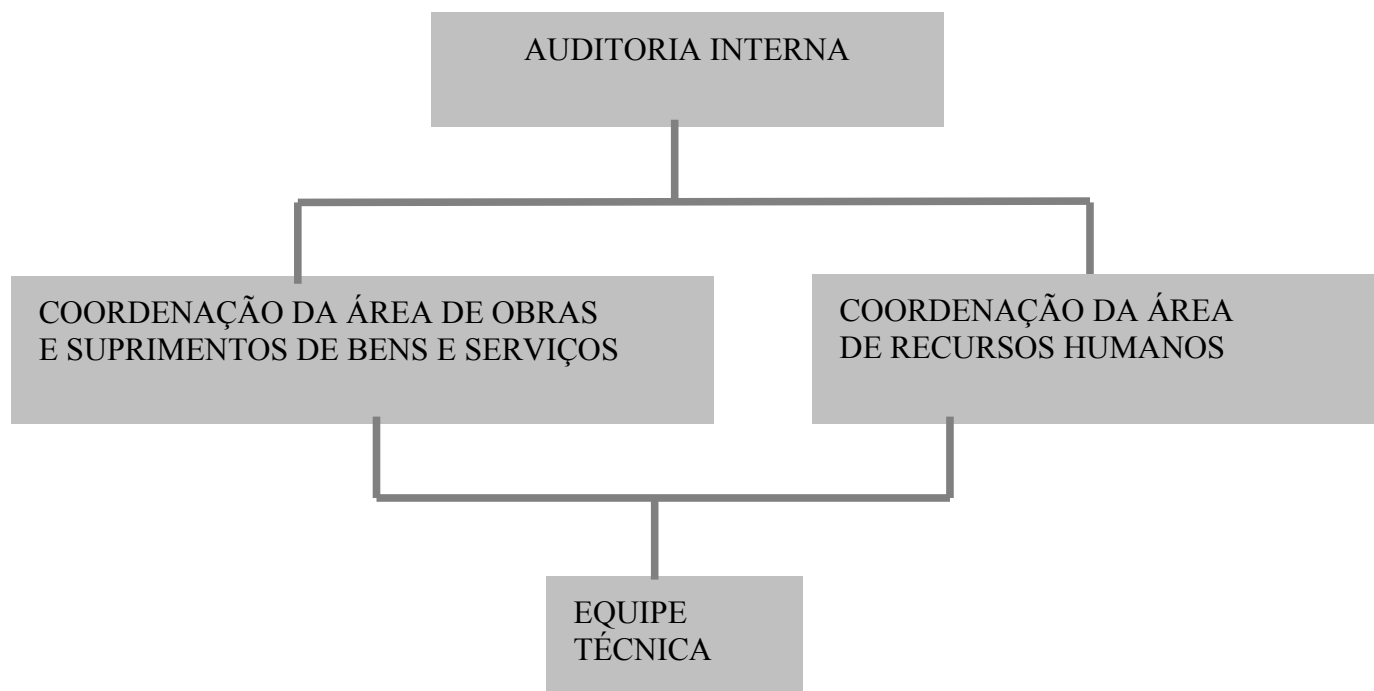 AUDITORIA INTERNA
COORDENAÇÃO DA ÁREA DE OBRAS
E SUPRIMENTOS DE BENS E SERVIÇOS
COORDENAÇÃO DA ÁREA
DE RECURSOS HUMANOS
EQUIPE
TÉCNICA